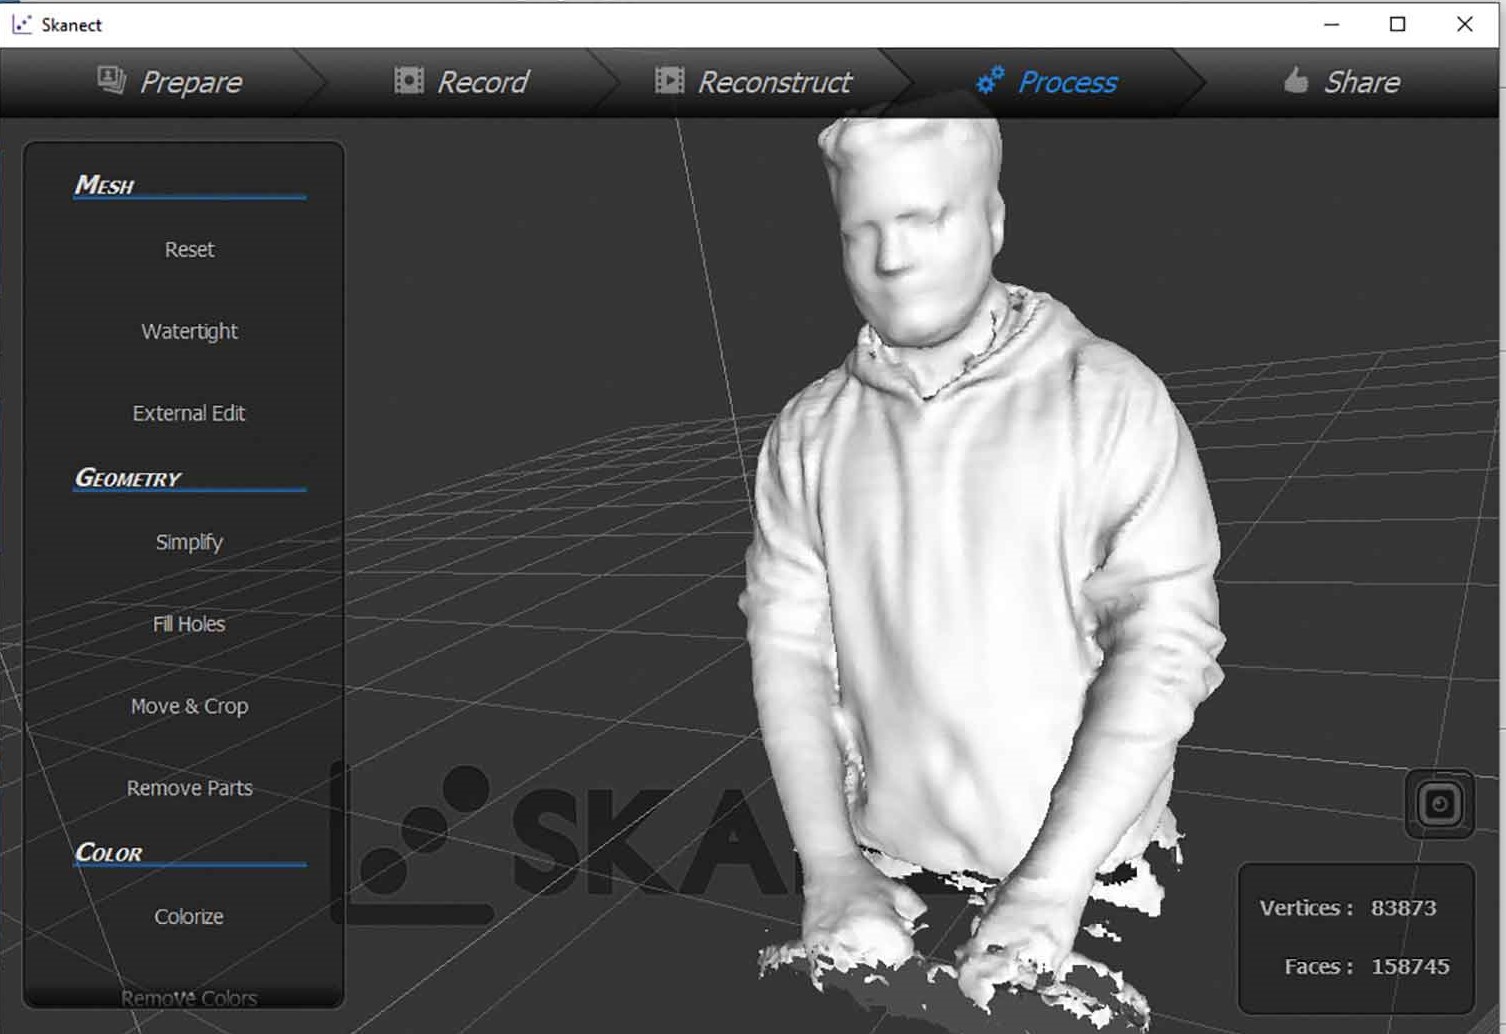 Skanect
Prepare Record Reconstruct Process Share
MESH
Reset
Watertight
External Edit
GEOMETRY
Simplify
Fill Holes
Move & Crop
Remove Parts
COLOR
Colorize
Remove Colors
SKA
Vertices : 83873
Faces : 158745